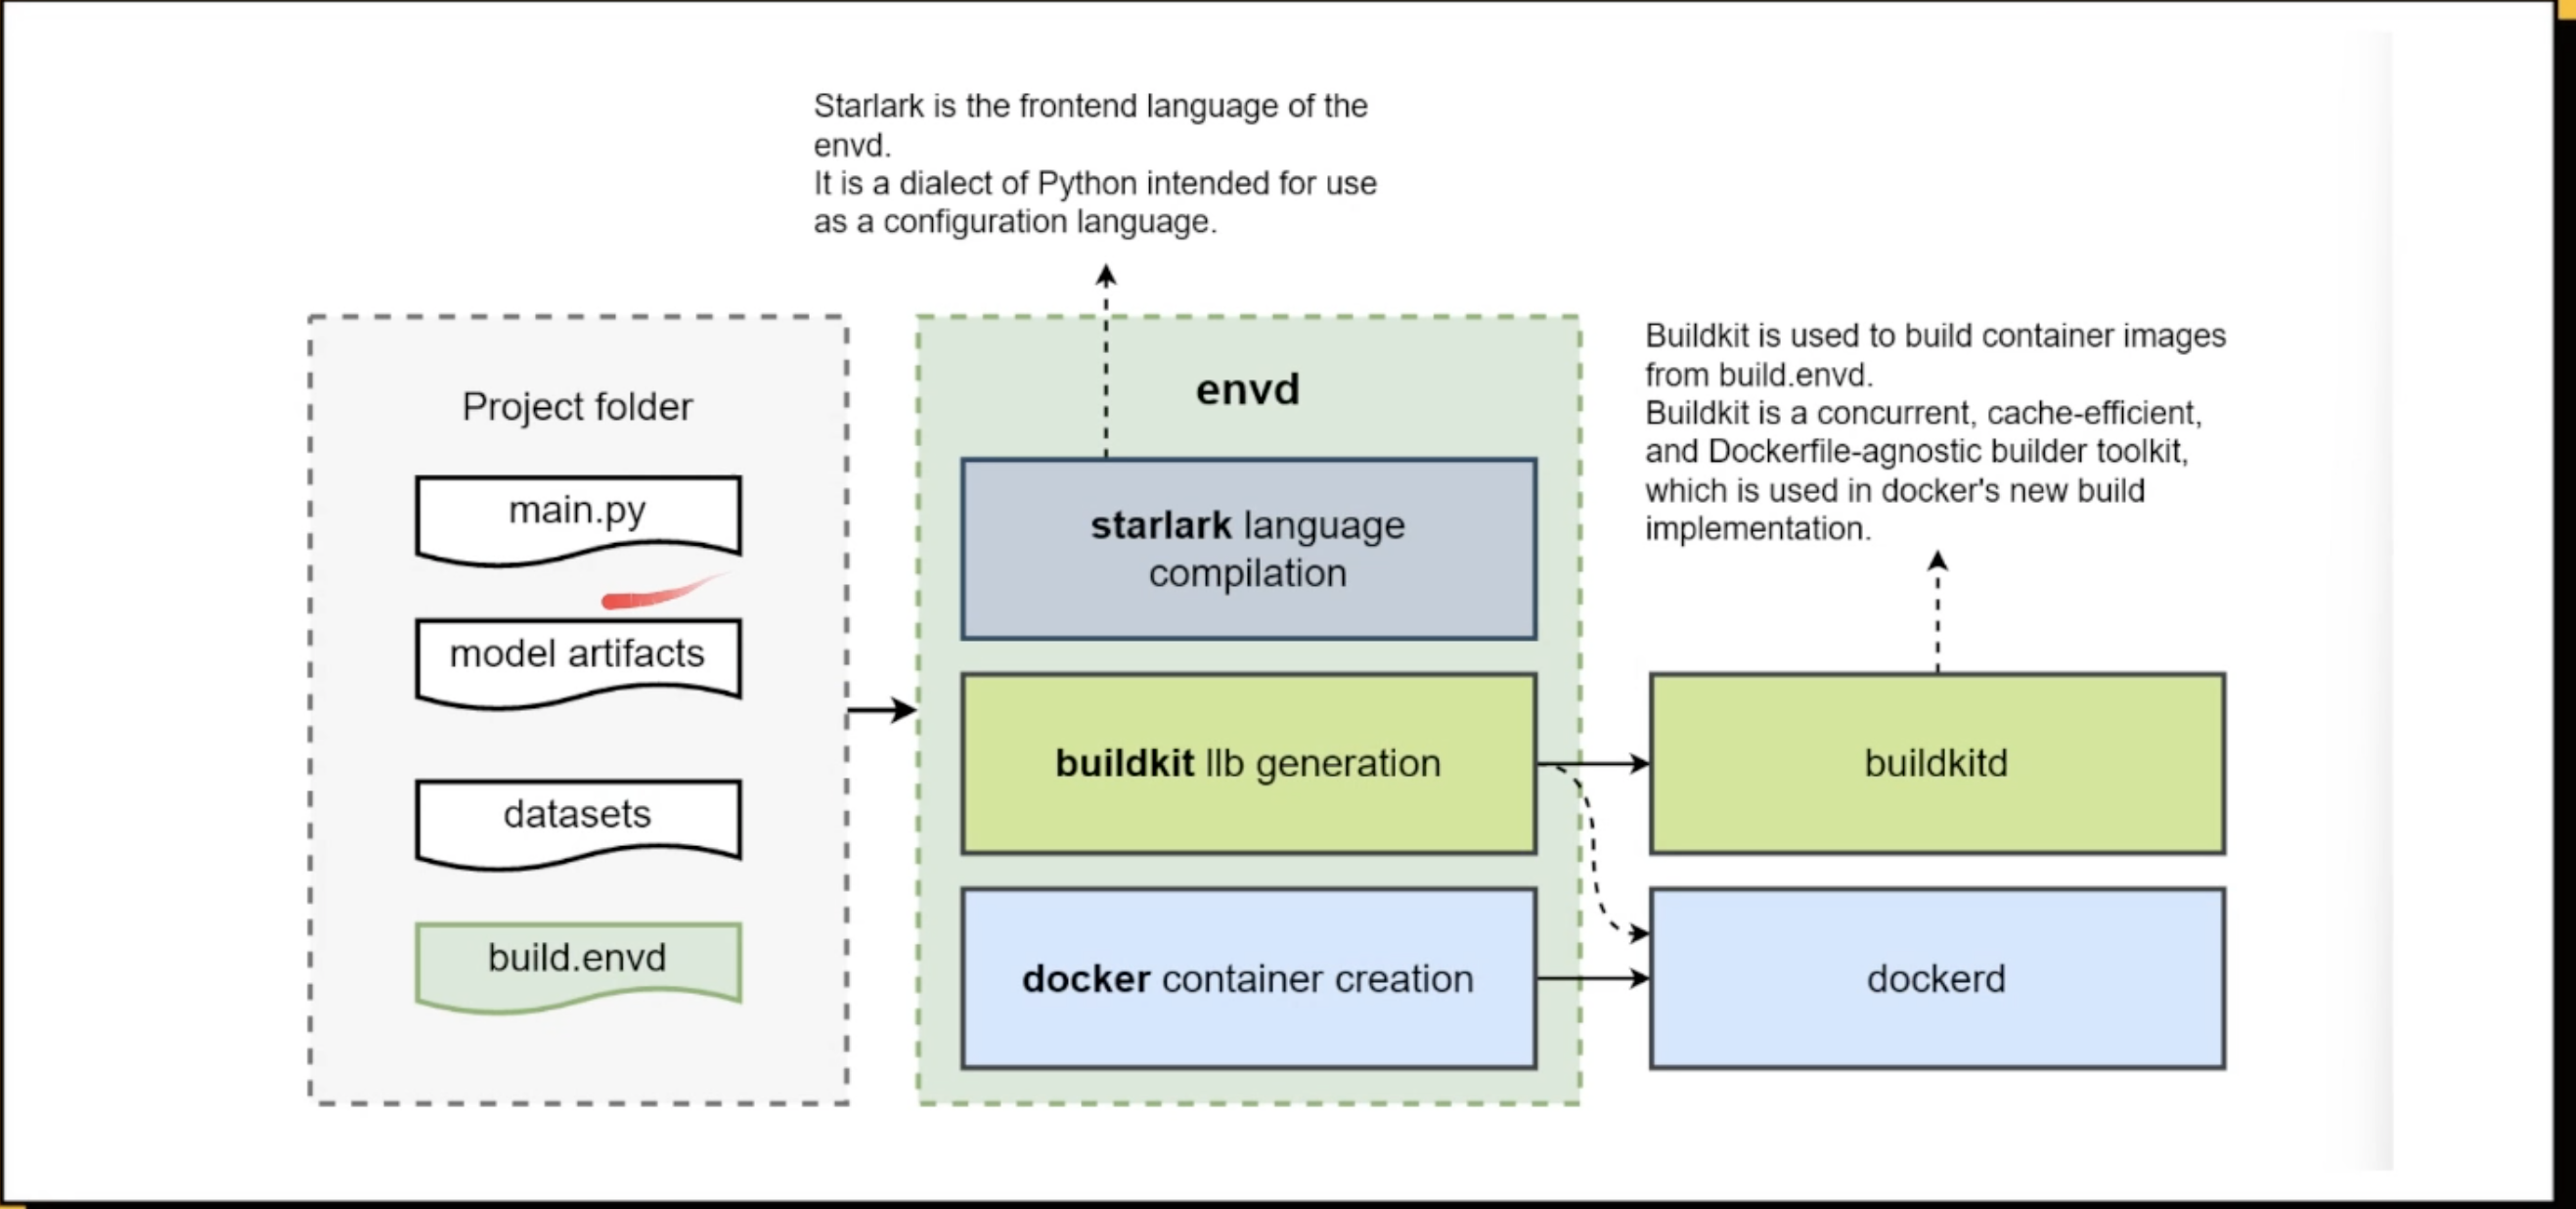 Starlark is the frontend language of the
envd.
It is a dialect of Python intended for use
as a configuration language.
Project folder
main.py
model artifacts
datasets
build.envd
envd
starlark language
compilation
buildkit llb generation
docker container creation
Buildkit is used to build container images
from build.envd.
Buildkit is a concurrent, cache-efficient,
and Dockerfile-agnostic builder toolkit,
which is used in docker's new build
implementation.
buildkitd
dockerd